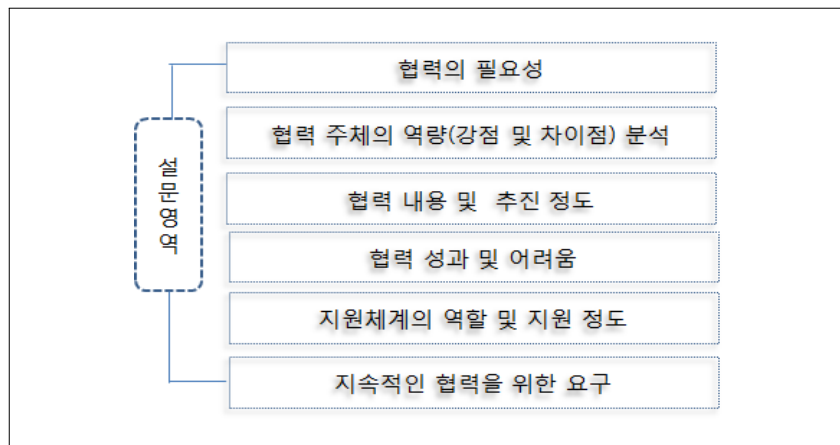 설문영역
협력의 필요성
협력 주체의 역량(강점 및 차이점) 분석
협력 내용 및 추진 정도
협력 성과 및 어려움
지원체계의 역할 및 지원 정도
지속적인 협력을 위한 요구